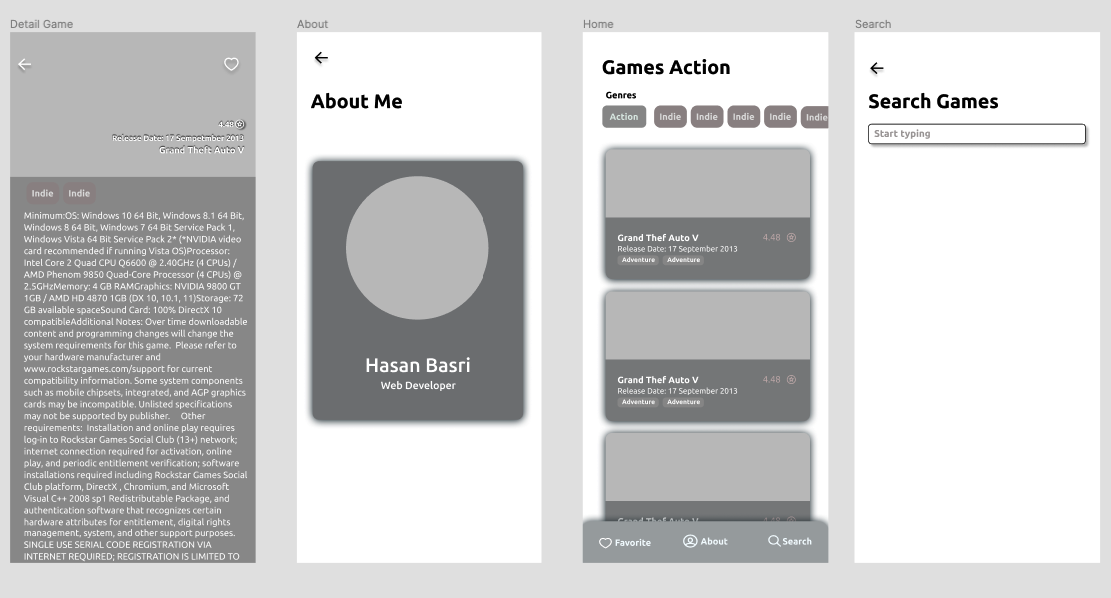 Detail Game
4.48
Release Date: 17 Sempetmber 2013
Grand Theft Auto V
Indie Indie
Minimum:OS: Windows 10 64 Bit, Windows 8.1 64 Bit,
Windows 8 64 Bit, Windows 7 64 Bit Service Pack 1,
Windows Vista 64 Bit Service Pack 2* (*NVIDIA video
card recommended if running Vista OS)Processor:
Intel Core 2 Quad CPU Q6600 @ 2.40GHz (4 CPUs) /
AMD Phenom 9850 Quad-Core Processor (4 CPUs) @
2.5GHzMemory: 4 GB RAMGraphics: NVIDIA 9800 GT
1GB / AMD HD 4870 1GB (DX 10, 10.1, 11)Storage: 72
GB available spaceSound Card: 100% DirectX 10
compatibleAdditional Notes: Over time downloadable
content and programming changes will change the
system requirements for this game.  Please refer to
your hardware manufacturer and
www.rockstargames.com/support for current
compatibility information. Some system components
such as mobile chipsets, integrated, and AGP graphics
cards may be incompatible. Unlisted specifications
may not be supported by publisher.     Other
requirements:  Installation and online play requires
log-in to Rockstar Games Social Club (13+) network;
internet connection required for activation, online
play, and periodic entitlement verification; software
installations required including Rockstar Games Social
Club platform, DirectX , Chromium, and Microsoft
Visual C++ 2008 sp1 Redistributable Package, and
authentication software that recognizes certain
hardware attributes for entitlement, digital rights
management, system, and other support purposes.
SINGLE USE SERIAL CODE REGISTRATION VIA
INTERNET REQUIRED; REGISTRATION IS LIMITED TO
About
About Me
Hasan Basri
Web Developer
Home
Games Action
Genres
Action Indie Indie Indie Indie Indie
Grand Thef Auto V 4.48
Release Date: 17 September 2013
Adventure Adventure
Grand Thef Auto V 4.48
Release Date: 17 September 2013
Adventure Adventure
Grand Thef Auto V 4.48
Favorite About Search
Search
Search Games
Start typing